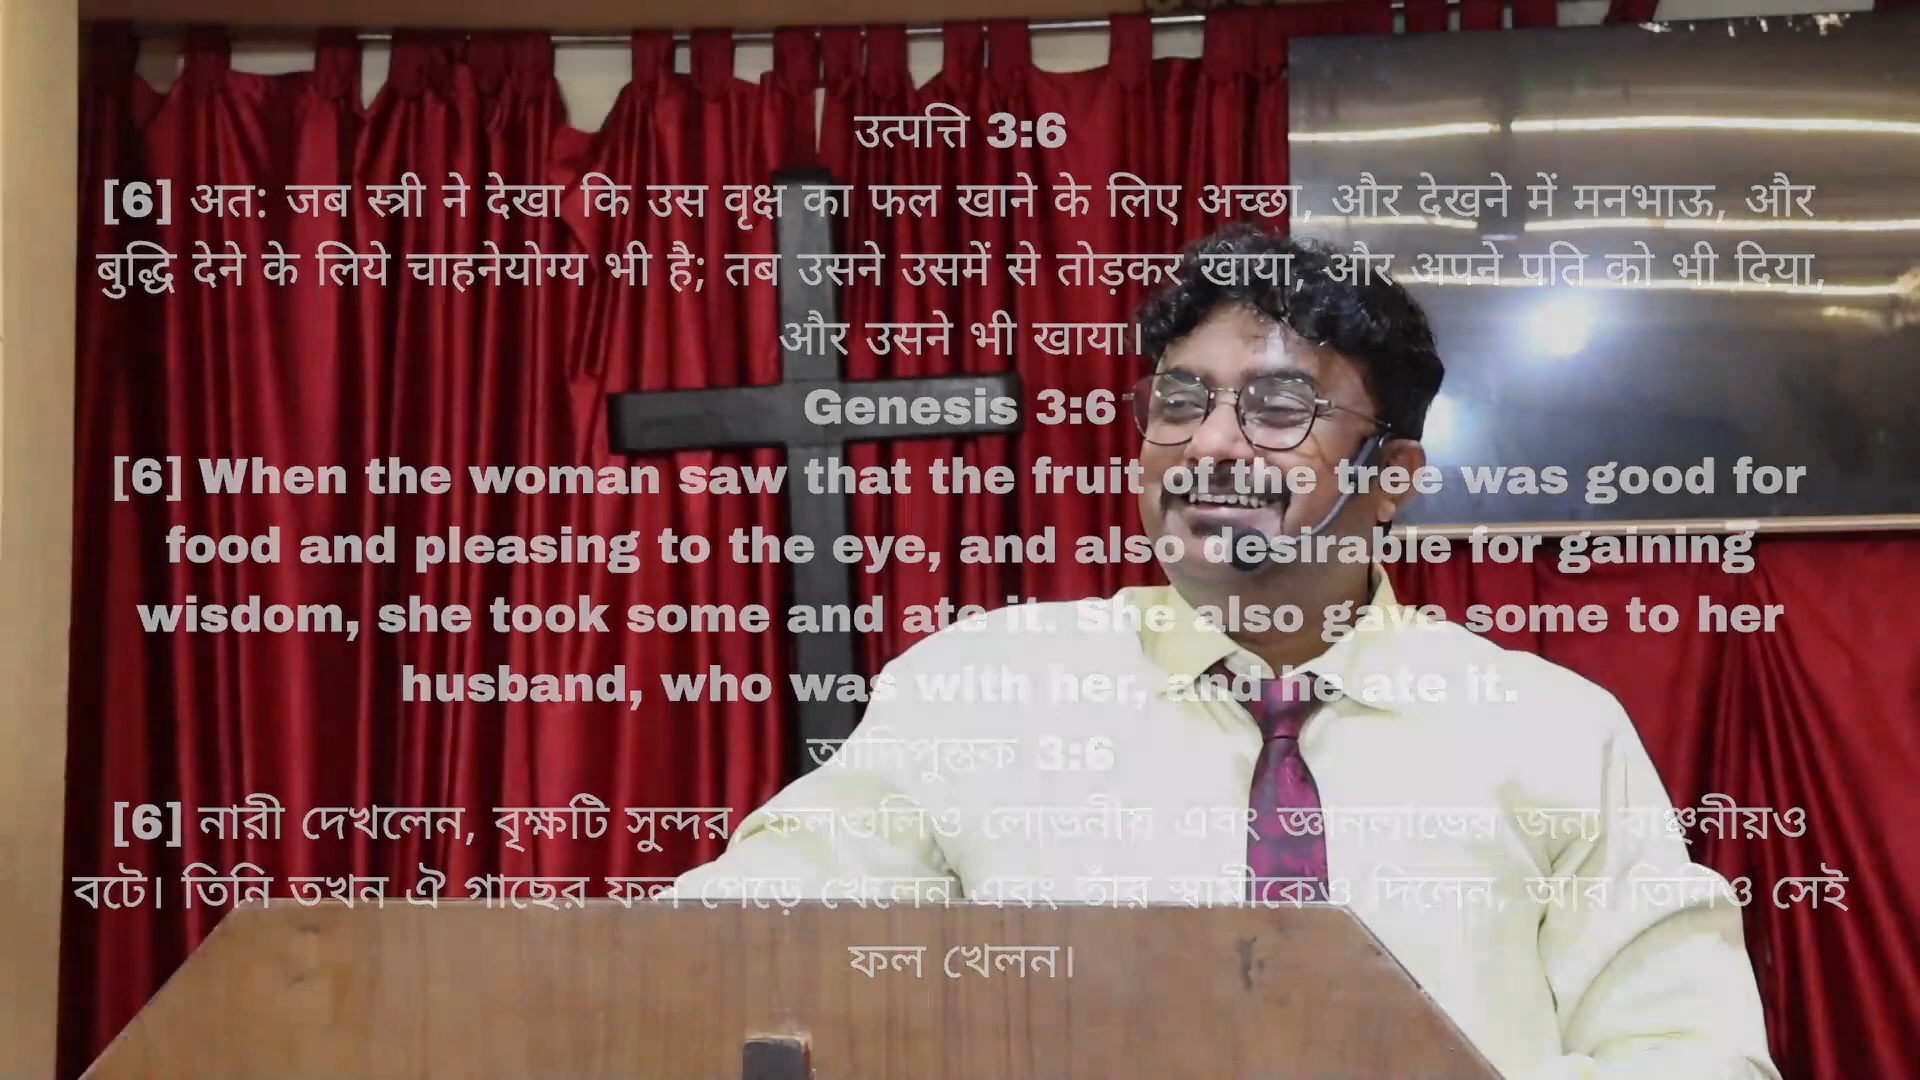 उत्पत्ति 3:6
[6] अत: जब स्त्री ने देखा कि उस वृक्ष का फल खाने के लिए अच्छा, और देखने में मनभाऊ, और
बुद्धि देने के लिये चाहनेयोग्य भी है; तब उसने उसमें से तोड़कर खाया, और अपने पति को भी दिया,
और उसने भी खाया।
Genesis 3:6
[6] When the woman saw that the fruit of the tree was good for
food and pleasing to the eye, and also desirable for gaining
wisdom, she took some and ate it. She also gave some to her
husband, who was with her, and he ate it.
আদিপুস্তক 3:6
[6] নারী দেখলেন, বৃক্ষটি সুন্দর, ফলগুলিও লোভনীয় এবং জ্ঞানলাভের জন্য বাঞ্ছনীয়ও
বটে। তিনি তখন ঐ গাছের ফল পেড়ে খেলেন এবং তাঁর স্বামীকেও দিলেন, আর তিনিও সেই
ফল খেলন।